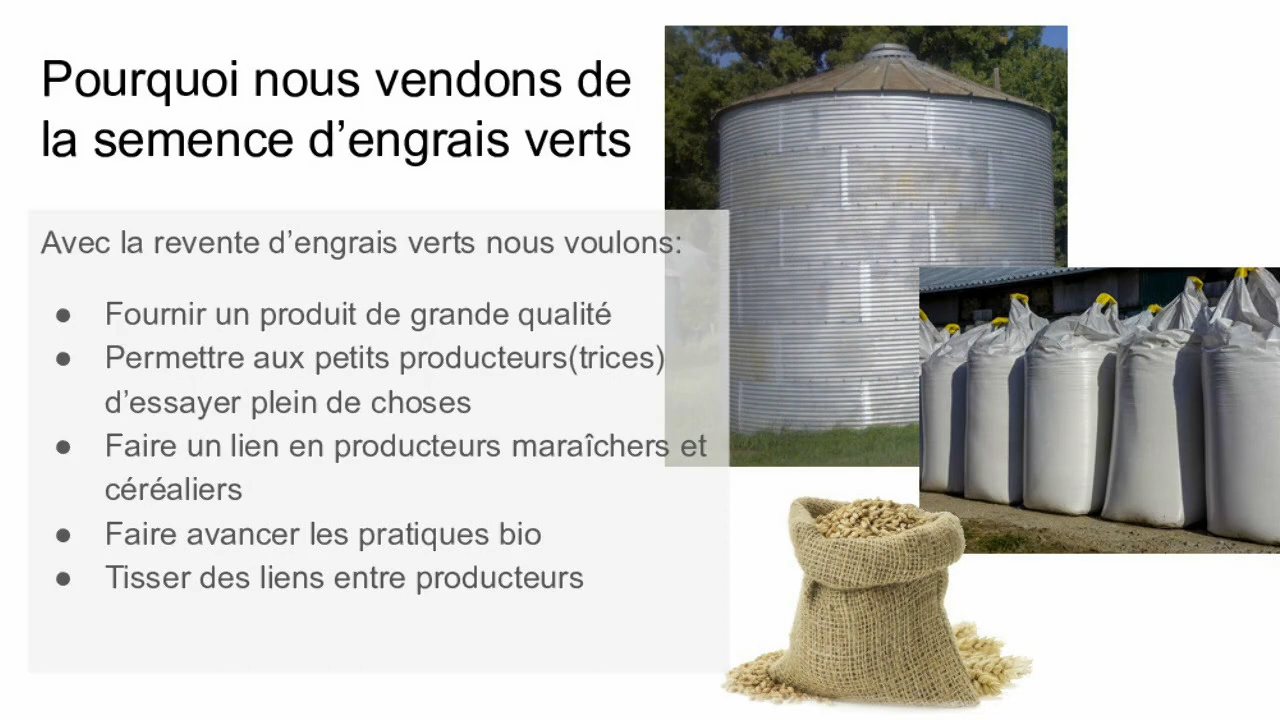 Pourquoi nous vendons de
la semence d’engrais verts
Avec la revente d’engrais verts nous voulons:
● Fournir un produit de grande qualité
● Permettre aux petits producteurs(trices)
d’essayer plein de choses
● Faire un lien en producteurs maraîchers et
céréaliers
● Faire avancer les pratiques bio
● Tisser des liens entre producteurs